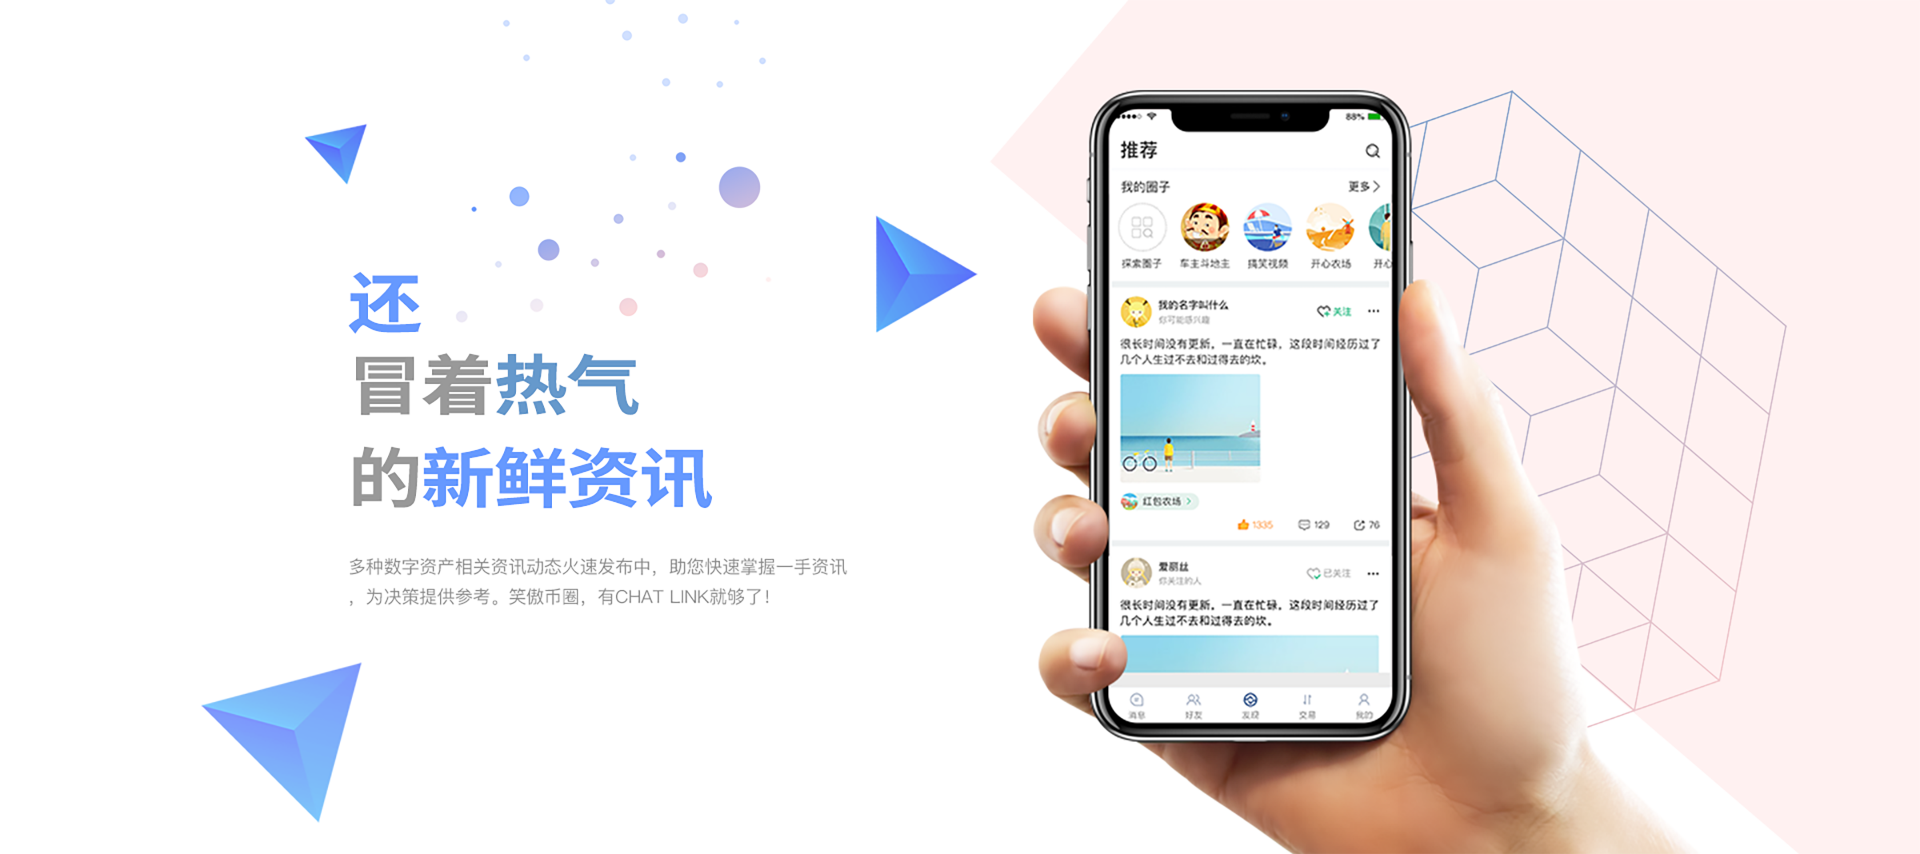 还
冒着热气
的新鲜资讯
多种数字资产相关资讯动态火速发布中，助您快速掌握一手资讯
，为决策提供参考。笑傲币圈，有CHAT LINK就够了！
88%
推荐
我的圈子 更多
探索圈子 车主斗地主 搞笑视频 开心农场 开心
我的名字叫什么
你可能感兴趣
关注
很长时间没有更新，一直在忙碌，这段时间经历过了
几个人生过不去和过得去的坎。
红包农场
1335 129 76
爱丽丝
你关注的人
已关注
很长时间没有更新，一直在忙碌，这段时间经历过了
几个人生过不去和过得去的坎。
消息 好友 发现 交易 我的